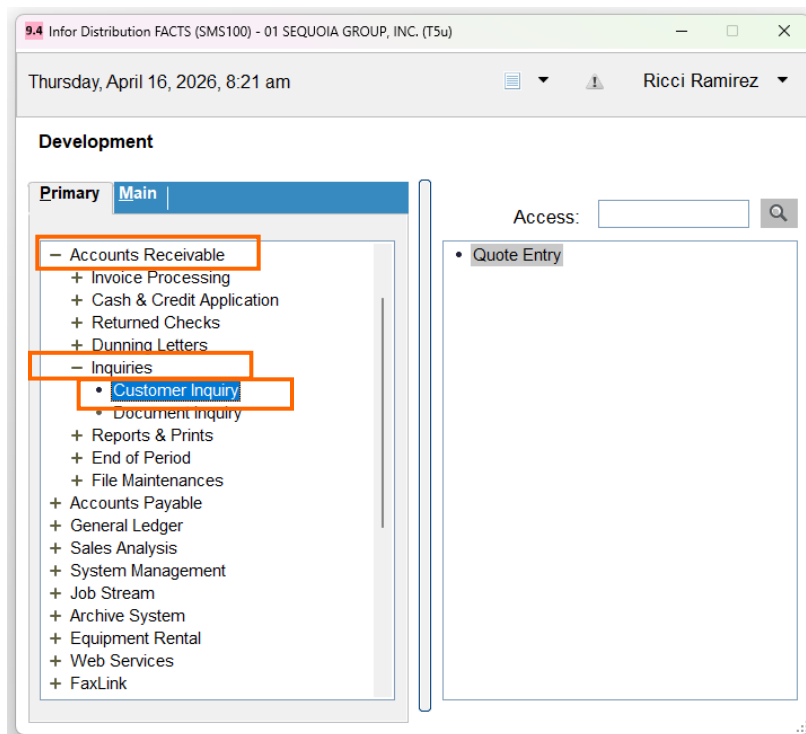 9.4 Infor Distribution FACTS (SMS100) - 01 SEQUOIA GROUP, INC. (T5u)
Thursday, April 16, 2026, 8:21 am
Ricci Ramirez
Development
Primary Main
Access:
Accounts Receivable
Invoice Processing
Cash & Credit Application
Returned Checks
Dunning Letters
Inquiries
Customer Inquiry
Document Inquiry
Reports & Prints
End of Period
File Maintenances
Accounts Payable
General Ledger
Sales Analysis
System Management
Job Stream
Archive System
Equipment Rental
Web Services
FaxLink
Quote Entry